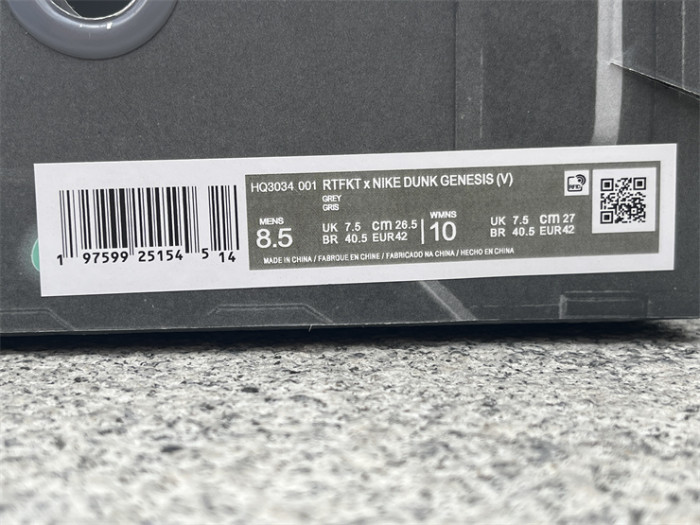 HQ3034 001 RTFKT x NIKE DUNK GENESIS (V)
GREY
GRIS
MENS
8.5
UK 7.5 cm 26.5
BR 40.5 EUR42
WMNS
10
UK 7.5 cm 27
BR 40.5 EUR42
MADE IN CHINA / FABRIQUE EN CHINE / FABRICADO NA CHINA / HECHO EN CHINA
1 97599 25154 5 14